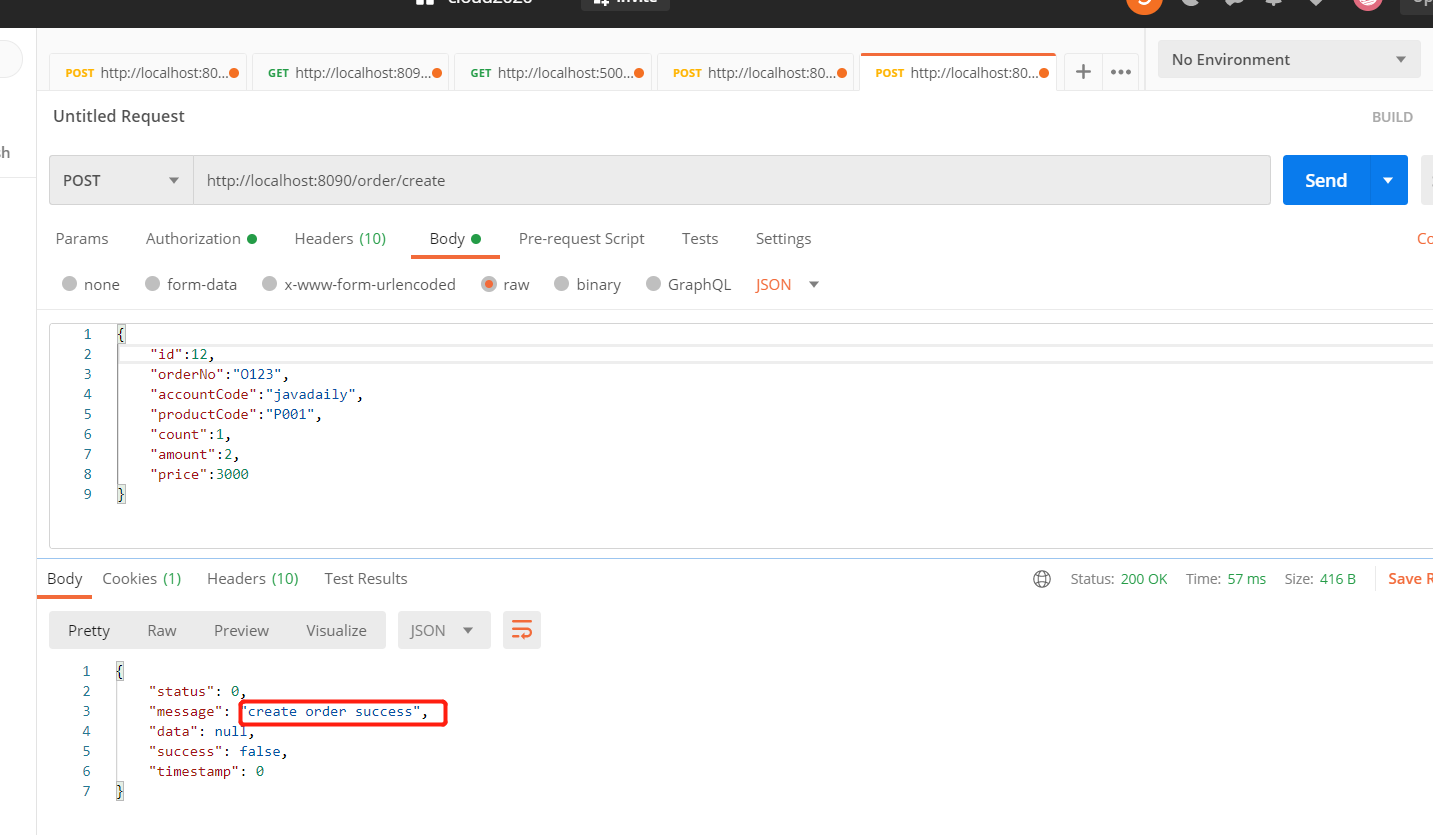 cloud2020
Invite
POST http://localhost:80...
GET http://localhost:809...
GET http://localhost:500...
POST http://localhost:80...
POST http://localhost:80...
No Environment
Untitled Request
BUILD
POST
http://localhost:8090/order/create
Send
Params
Authorization
Headers (10)
Body
Pre-request Script
Tests
Settings
none
form-data
x-www-form-urlencoded
raw
binary
GraphQL
JSON
1 {
2 "id":12,
3 "orderNo":"O123",
4 "accountCode":"javadaily",
5 "productCode":"P001",
6 "count":1,
7 "amount":2,
8 "price":3000
9 }
Body
Cookies (1)
Headers (10)
Test Results
Status: 200 OK
Time: 57 ms
Size: 416 B
Save R
Pretty
Raw
Preview
Visualize
JSON
1 {
2 "status": 0,
3 "message": "create order success",
4 "data": null,
5 "success": false,
6 "timestamp": 0
7 }